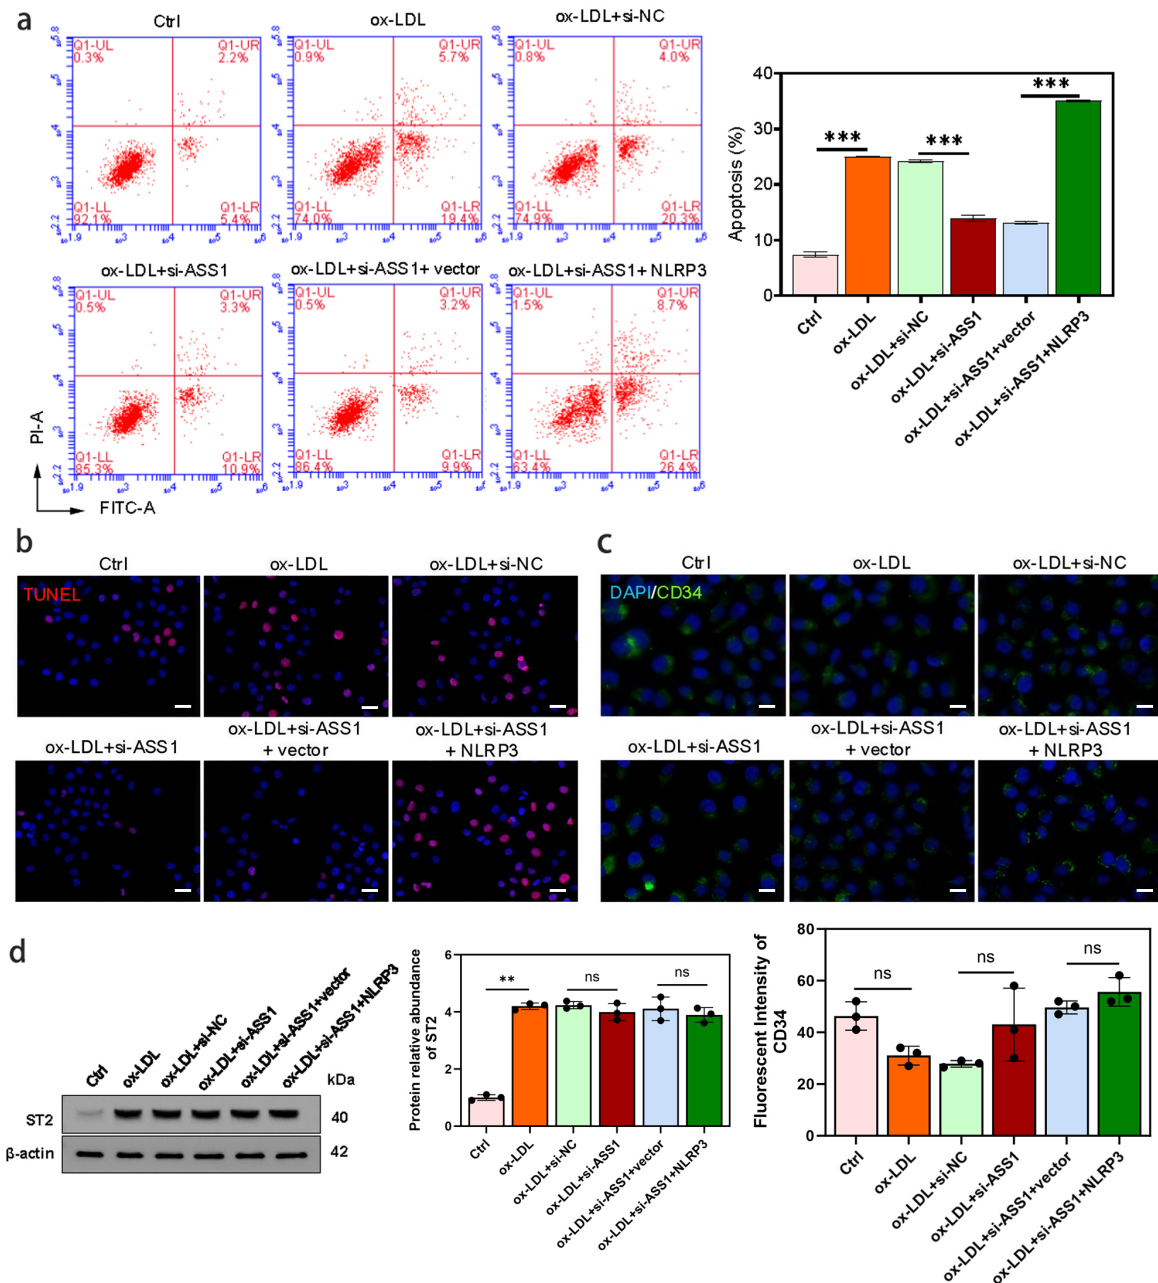 a
Ctrl
ox-LDL
ox-LDL+si-NC
Q1-UL
0.3%
Q1-UR
2.2%
Q1-LL
92.1%
Q1-LR
5.4%
Q1-UL
0.9%
Q1-UR
5.7%
Q1-LL
74.0%
Q1-LR
19.4%
Q1-UL
0.8%
Q1-UR
4.0%
Q1-LL
74.9%
Q1-LR
20.3%
ox-LDL+si-ASS1
ox-LDL+si-ASS1+ vector
ox-LDL+si-ASS1+ NLRP3
Q1-UL
0.5%
Q1-UR
3.3%
Q1-LL
85.3%
Q1-LR
10.9%
Q1-UL
0.5%
Q1-UR
3.2%
Q1-LL
86.4%
Q1-LR
9.9%
Q1-UL
1.5%
Q1-UR
8.7%
Q1-LL
63.4%
Q1-LR
26.4%
PI-A
FITC-A
Apoptosis (%)
40
30
20
10
0
***
***
***
Ctrl
ox-LDL
ox-LDL+si-NC
ox-LDL+si-ASS1
ox-LDL+si-ASS1+vector
ox-LDL+si-ASS1+NLRP3
b
Ctrl
ox-LDL
ox-LDL+si-NC
TUNEL
ox-LDL+si-ASS1
ox-LDL+si-ASS1
+ vector
ox-LDL+si-ASS1
+ NLRP3
c
Ctrl
ox-LDL
ox-LDL+si-NC
DAPI/CD34
ox-LDL+si-ASS1
ox-LDL+si-ASS1
+ vector
ox-LDL+si-ASS1
+ NLRP3
d
Ctrl
ox-LDL
ox-LDL+si-NC
ox-LDL+si-ASS1
ox-LDL+si-ASS1+vector
ox-LDL+si-ASS1+NLRP3
kDa
ST2
40
β-actin
42
Protein relative abundance
of ST2
6
4
2
0
**
ns
ns
Ctrl
ox-LDL
ox-LDL+si-NC
ox-LDL+si-ASS1
ox-LDL+si-ASS1+vector
ox-LDL+si-ASS1+NLRP3
Fluorescent Intensity of
CD34
80
60
40
20
0
ns
ns
ns
Ctrl
ox-LDL
ox-LDL+si-NC
ox-LDL+si-ASS1
ox-LDL+si-ASS1+vector
ox-LDL+si-ASS1+NLRP3